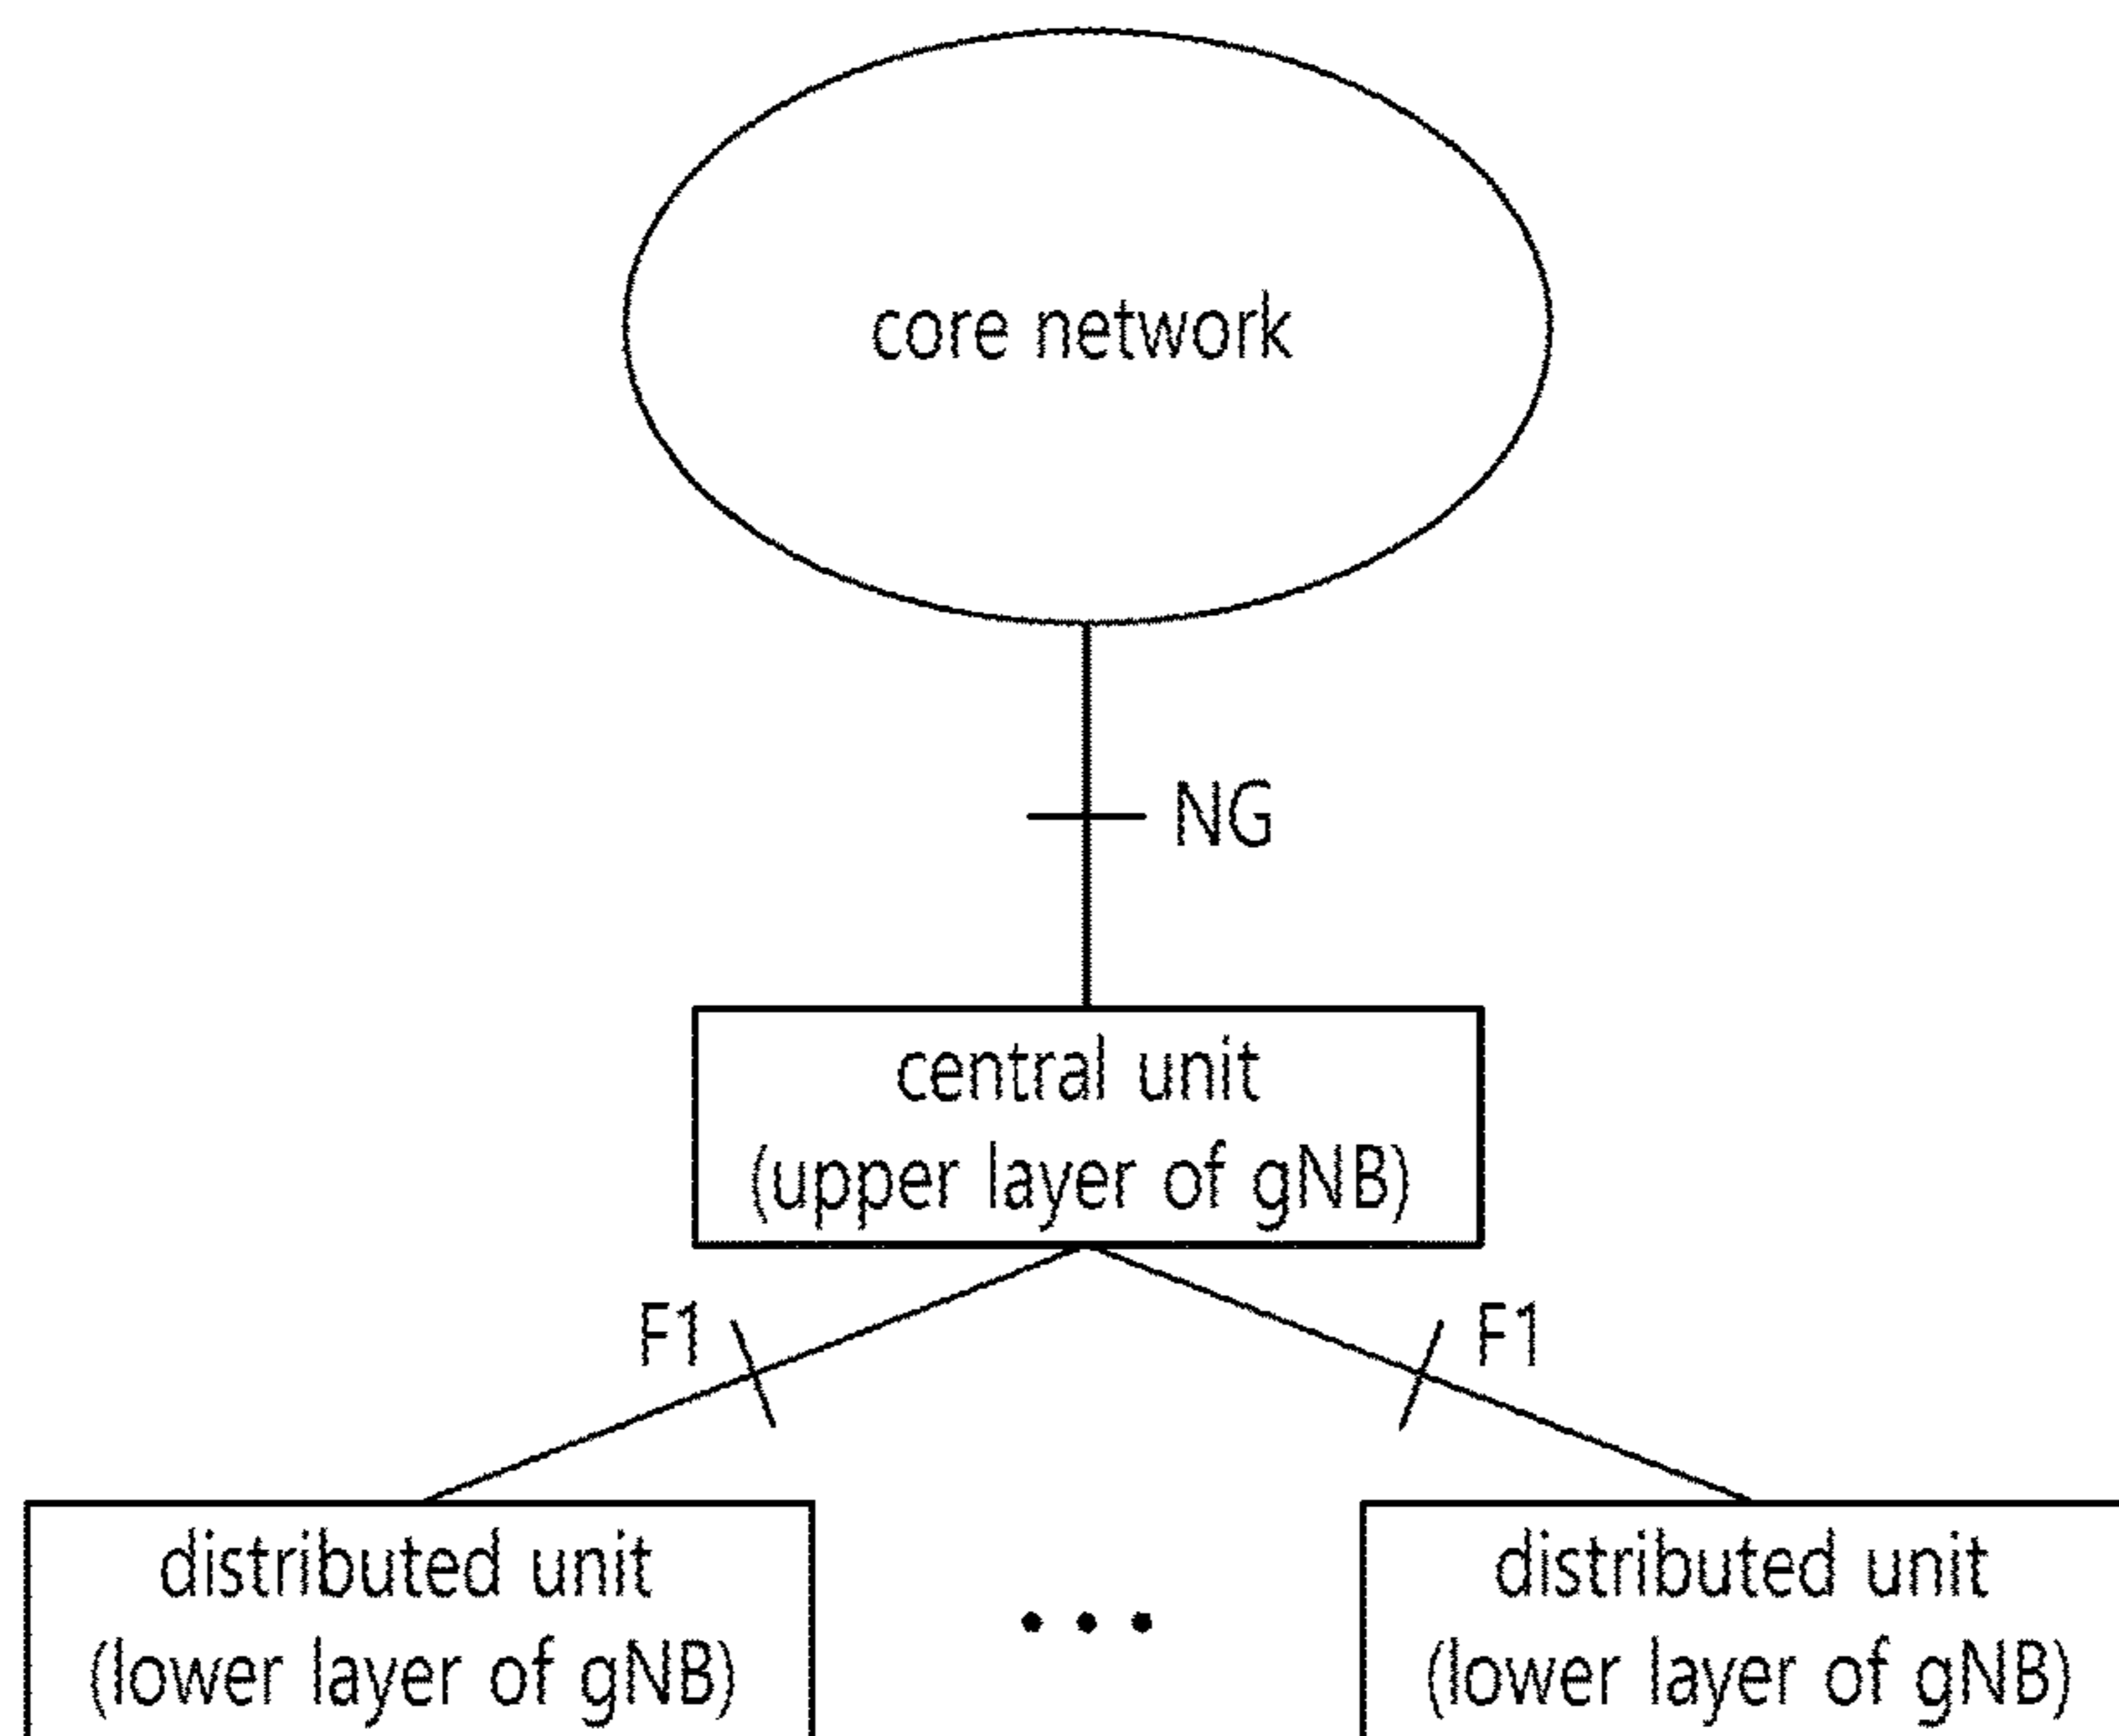 core network
NG
central unit
(upper layer of gNB)
F1
F1
distributed unit
(lower layer of gNB)
• • •
distributed unit
(lower layer of gNB)